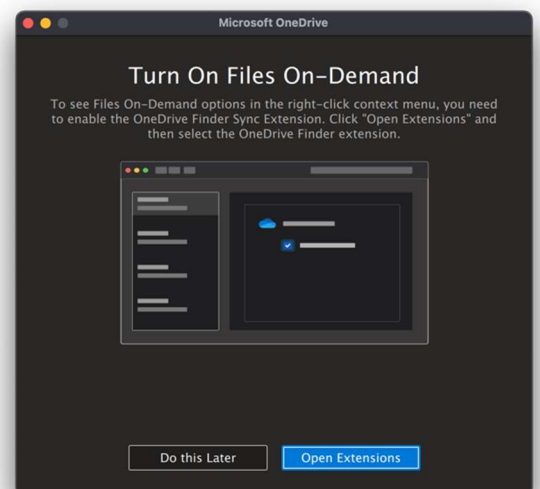 Microsoft OneDrive
Turn On Files On-Demand
To see Files On-Demand options in the right-click context menu, you need
to enable the OneDrive Finder Sync Extension. Click "Open Extensions" and
then select the OneDrive Finder extension.
Do this Later
Open Extensions